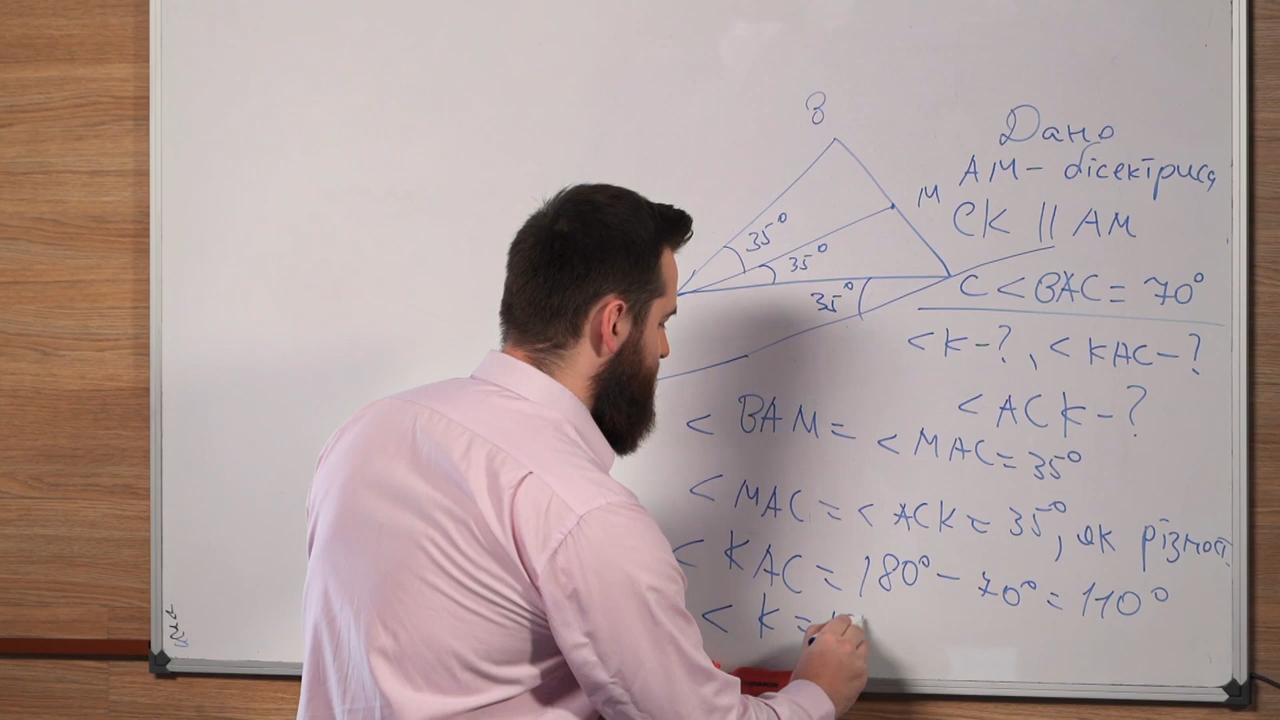 B
Дано
AM - бісектриса
M
CK || AM
35°
35°
35°
C
<BAC = 70°
<K-?, <KAC-?
<ACK-?
<BAM = <MAC = 35°
<MAC = <ACK = 35°, як
<KAC = 180° - 70° = 110°
<K =